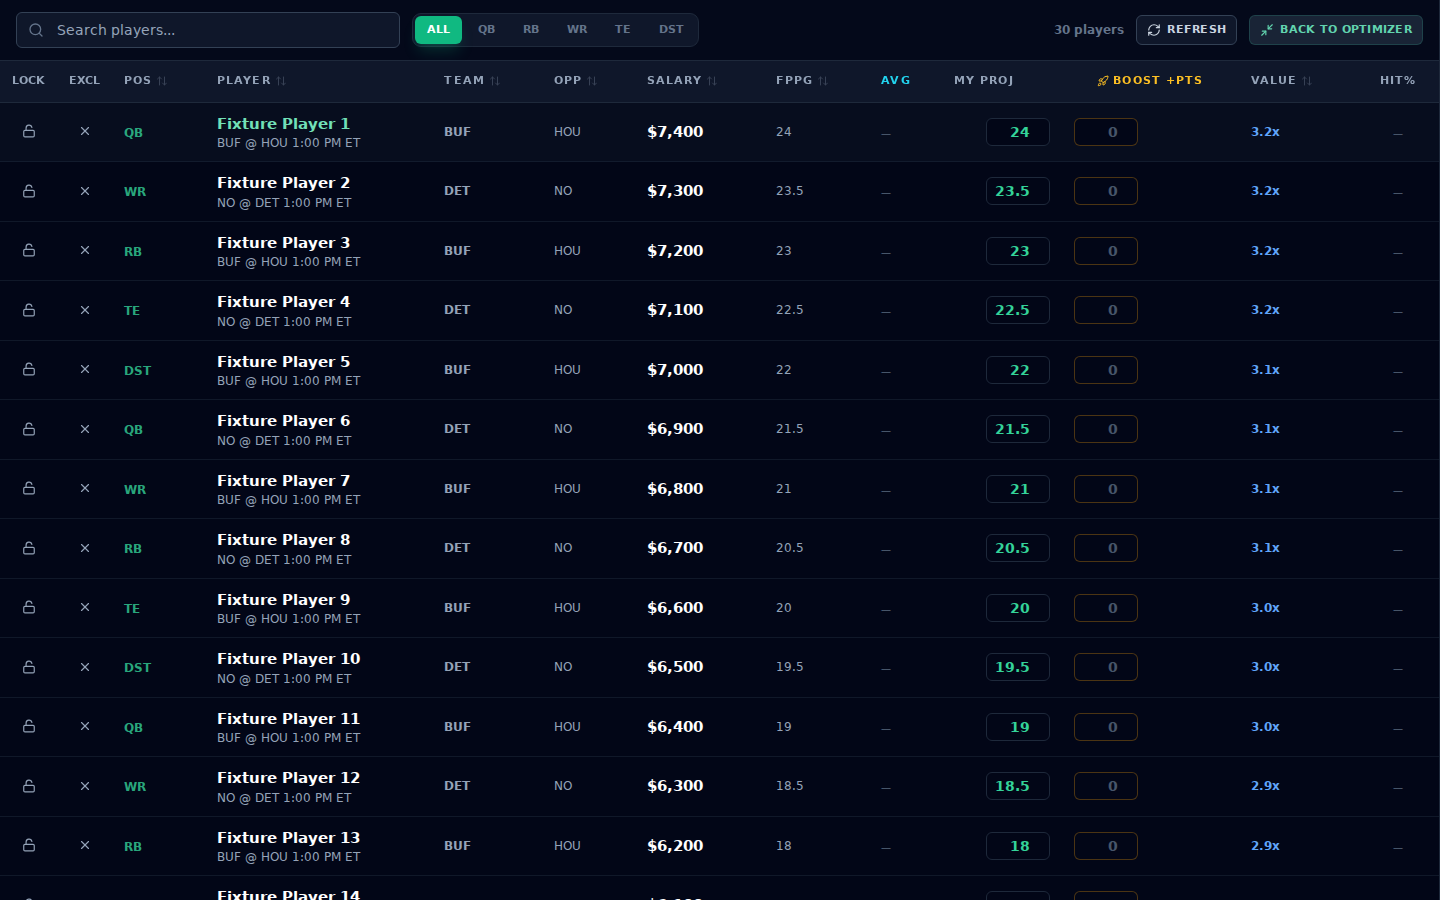 Search players... ALL QB RB WR TE DST 30 players REFRESH BACK TO OPTIMIZER
LOCK EXCL POS PLAYER TEAM OPP SALARY FPPG AVG MY PROJ BOOST +PTS VALUE HIT%
QB Fixture Player 1 BUF HOU $7,400 24 — 24 0 3.2x —
BUF @ HOU 1:00 PM ET
WR Fixture Player 2 DET NO $7,300 23.5 — 23.5 0 3.2x —
NO @ DET 1:00 PM ET
RB Fixture Player 3 BUF HOU $7,200 23 — 23 0 3.2x —
BUF @ HOU 1:00 PM ET
TE Fixture Player 4 DET NO $7,100 22.5 — 22.5 0 3.2x —
NO @ DET 1:00 PM ET
DST Fixture Player 5 BUF HOU $7,000 22 — 22 0 3.1x —
BUF @ HOU 1:00 PM ET
QB Fixture Player 6 DET NO $6,900 21.5 — 21.5 0 3.1x —
NO @ DET 1:00 PM ET
WR Fixture Player 7 BUF HOU $6,800 21 — 21 0 3.1x —
BUF @ HOU 1:00 PM ET
RB Fixture Player 8 DET NO $6,700 20.5 — 20.5 0 3.1x —
NO @ DET 1:00 PM ET
TE Fixture Player 9 BUF HOU $6,600 20 — 20 0 3.0x —
BUF @ HOU 1:00 PM ET
DST Fixture Player 10 DET NO $6,500 19.5 — 19.5 0 3.0x —
NO @ DET 1:00 PM ET
QB Fixture Player 11 BUF HOU $6,400 19 — 19 0 3.0x —
BUF @ HOU 1:00 PM ET
WR Fixture Player 12 DET NO $6,300 18.5 — 18.5 0 2.9x —
NO @ DET 1:00 PM ET
RB Fixture Player 13 BUF HOU $6,200 18 — 18 0 2.9x —
BUF @ HOU 1:00 PM ET
Fixture Player 14